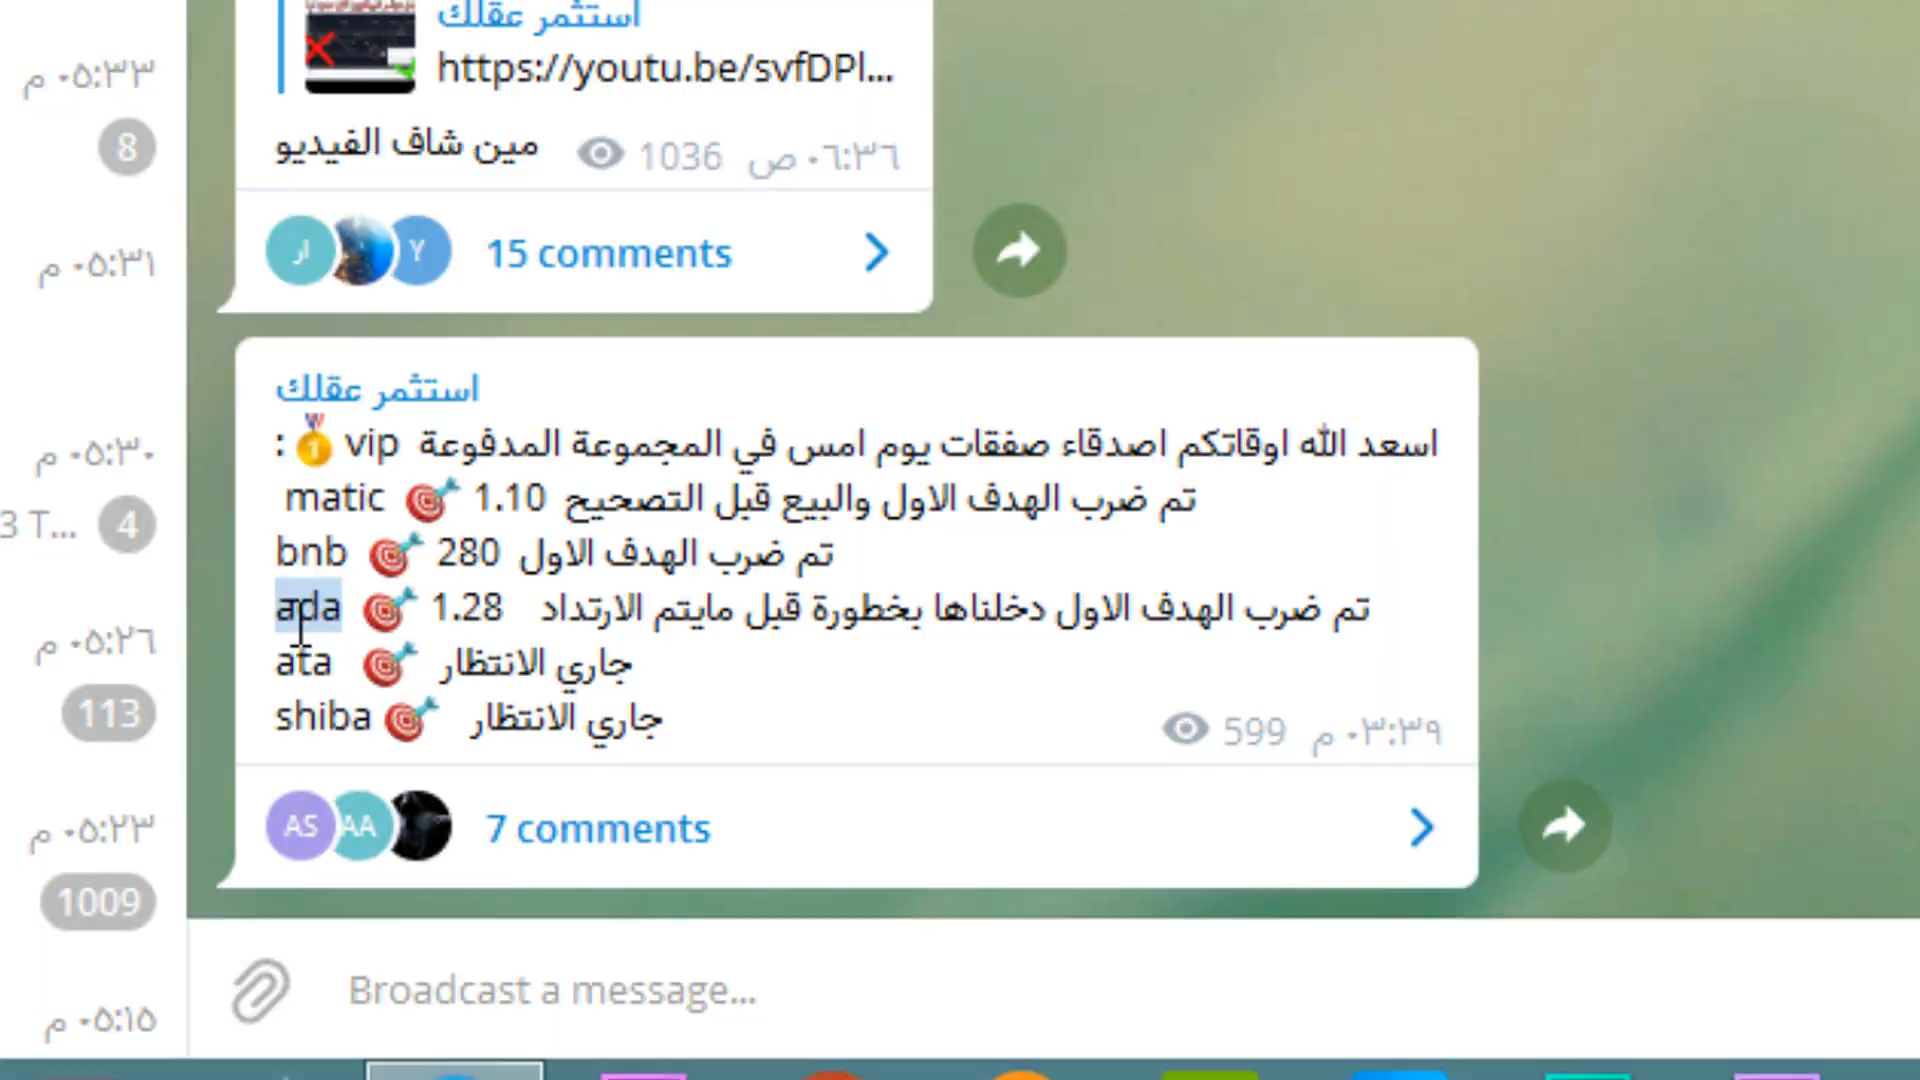 استثمر عقلك
https://youtu.be/svfDPl...
مين شاف الفيديو 1036 ٠٦:٣٦ ص
15 comments
استثمر عقلك
اسعد الله اوقاتكم اصدقاء صفقات يوم امس في المجموعة المدفوعة vip 🥇 :
matic 🎯 1.10 تم ضرب الهدف الاول والبيع قبل التصحيح
bnb 🎯 280 تم ضرب الهدف الاول
ada 🎯 1.28 تم ضرب الهدف الاول دخلناها بخطورة قبل مايتم الارتداد
ata 🎯 جاري الانتظار
shiba 🎯 جاري الانتظار
599 ٠٣:٣٩ م
AS AA 7 comments
Broadcast a message...
٠٥:٣٣ م
8
٠٥:٣١ م
٠٥:٣٠ م
3 T... 4
٠٥:٢٦ م
113
٠٥:٢٣ م
1009
٠٥:١٥ م